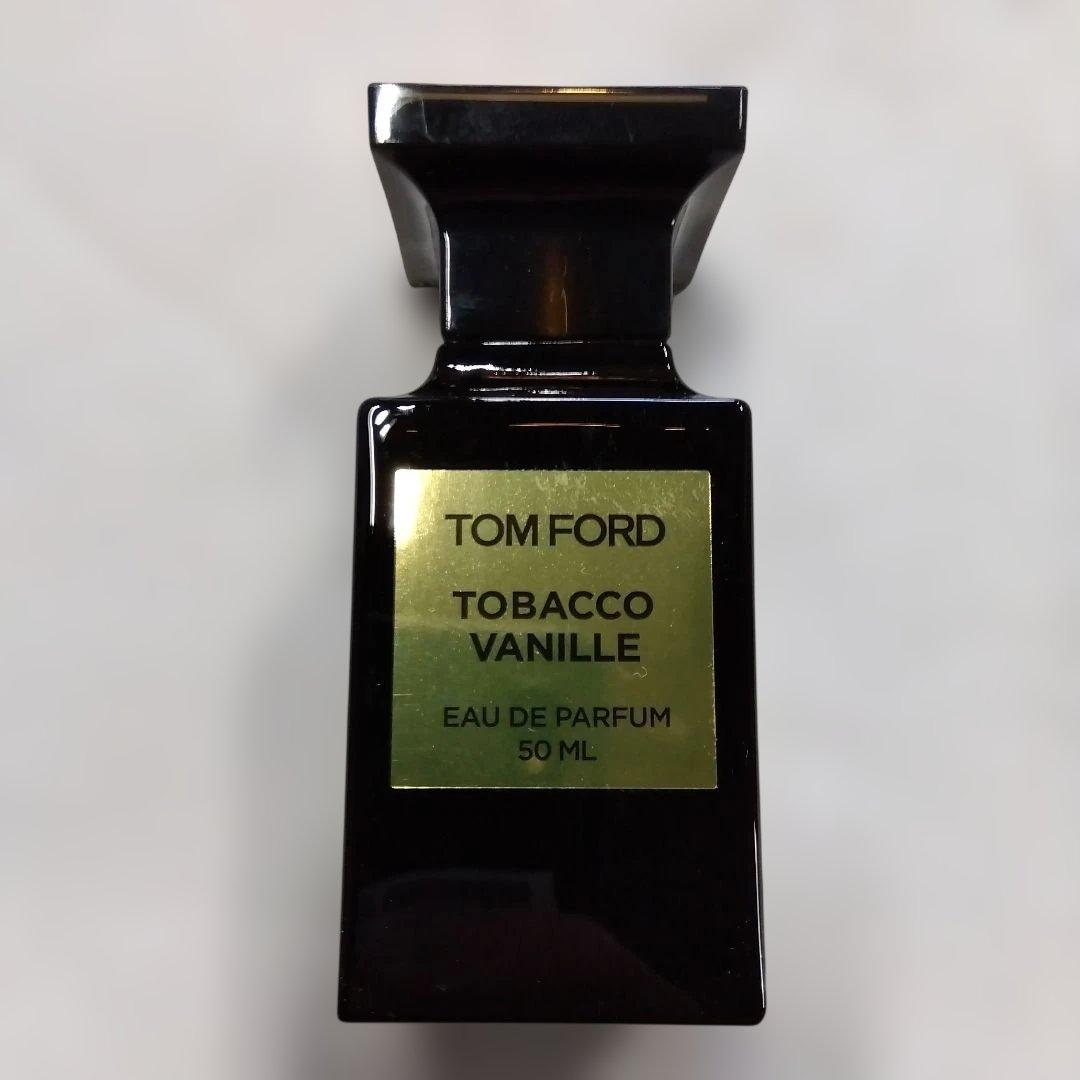 TOM FORD
TOBACCO
VANILLE
EAU DE PARFUM
50 ML